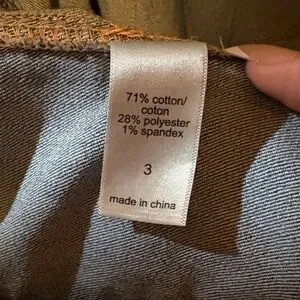 71% cotton/
coton
28% polyester
1% spandex
3
made in china